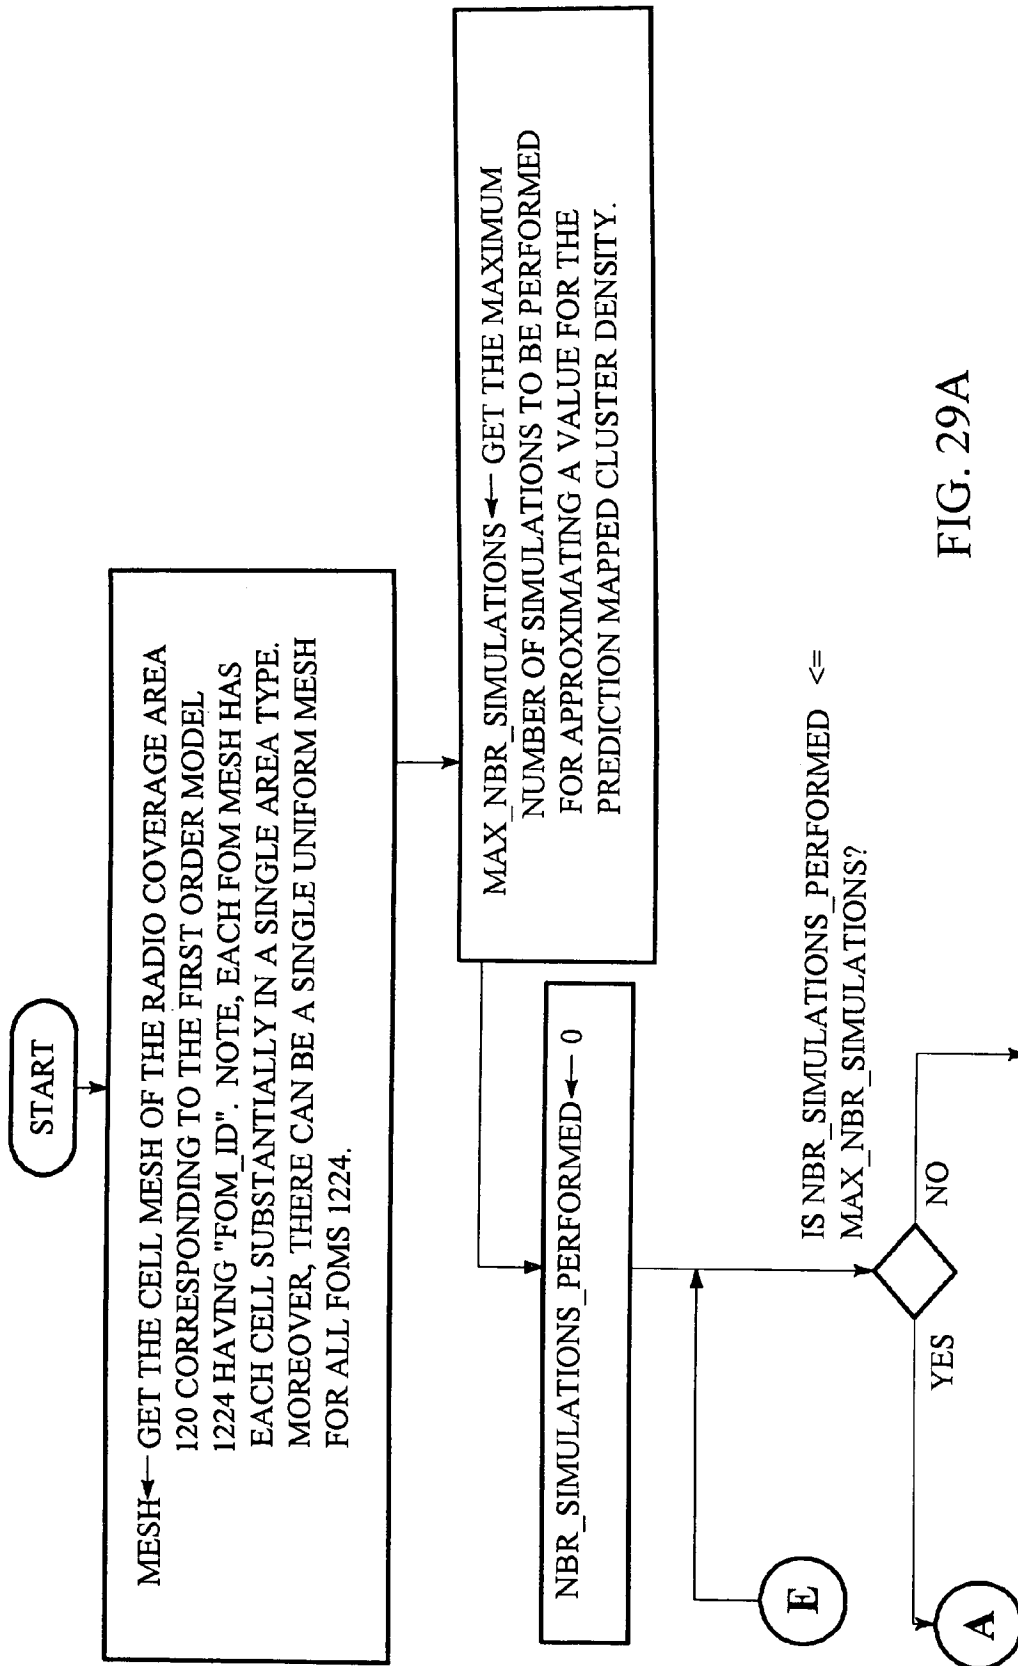 START
MESH ← GET THE CELL MESH OF THE RADIO COVERAGE AREA
120 CORRESPONDING TO THE FIRST ORDER MODEL
1224 HAVING "FOM_ID". NOTE, EACH FOM MESH HAS
EACH CELL SUBSTANTIALLY IN A SINGLE AREA TYPE.
MOREOVER, THERE CAN BE A SINGLE UNIFORM MESH
FOR ALL FOMS 1224.
MAX_NBR_SIMULATIONS ← GET THE MAXIMUM
NUMBER OF SIMULATIONS TO BE PERFORMED
FOR APPROXIMATING A VALUE FOR THE
PREDICTION MAPPED CLUSTER DENSITY.
NBR_SIMULATIONS_PERFORMED ← 0
E
IS NBR_SIMULATIONS_PERFORMED <=
MAX_NBR_SIMULATIONS?
YES
NO
A
FIG. 29A